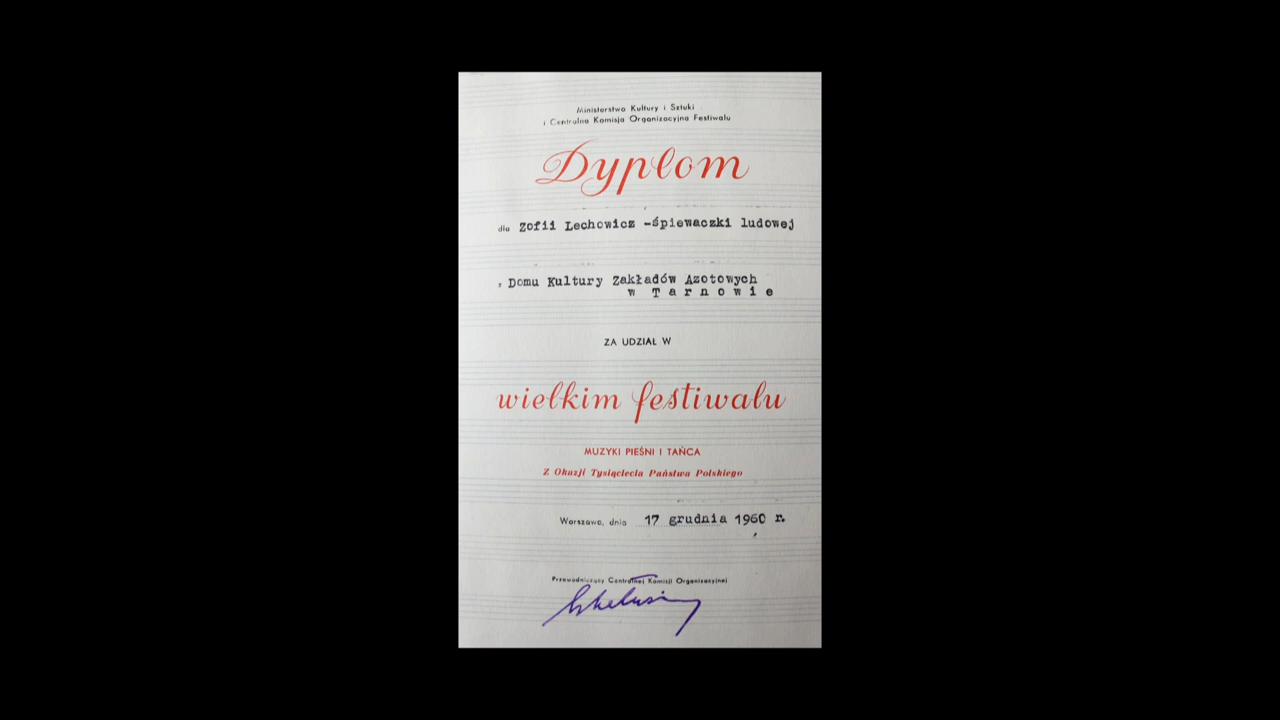 Ministerstwo Kultury i Sztuki
i Centralna Komisja Organizacyjna Festiwalu
Dyplom
dla Zofii Lechowicz -śpiewaczki ludowej
Domu Kultury Zakładów Azotowych
w Tarnowie
ZA UDZIAŁ W
wielkim festiwalu
MUZYKI PIEŚNI I TAŃCA
Z Okazji Tysiąclecia Państwa Polskiego
Warszawa, dnia 17 grudnia 1960 r.
Przewodniczący Centralnej Komisji Organizacyjnej